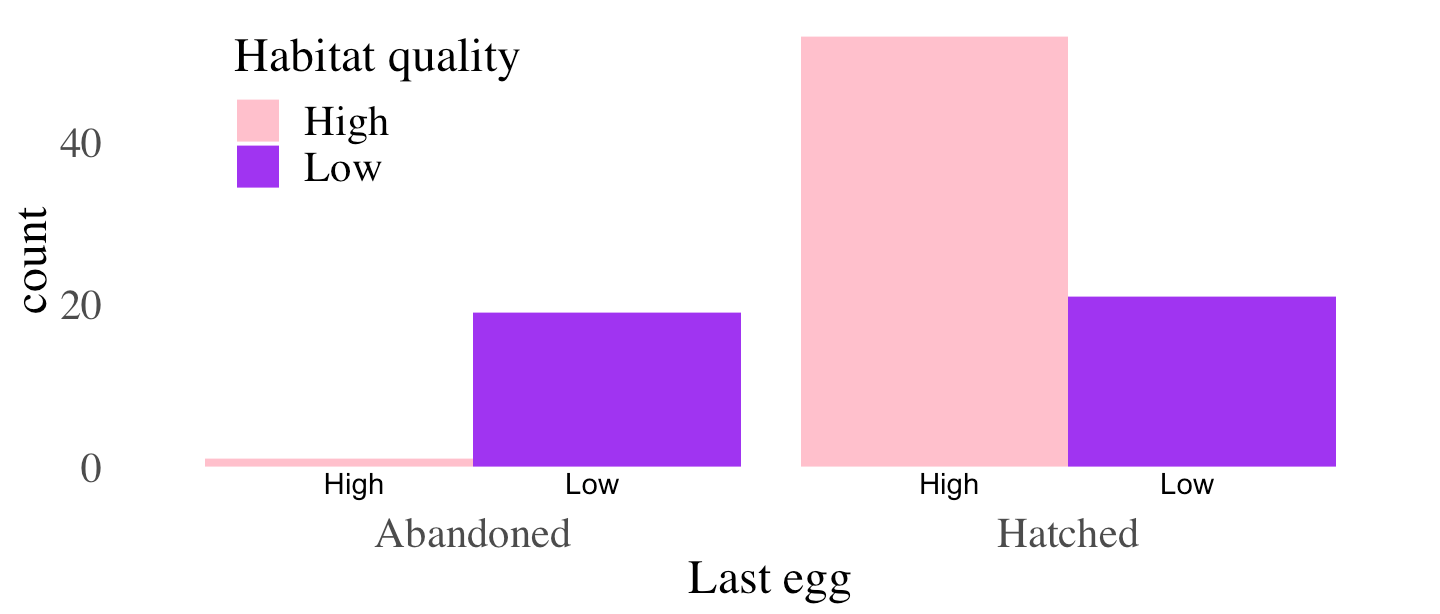 Habitat quality
High
Low
40
20
0
count
High Low High Low
Abandoned Hatched
Last egg